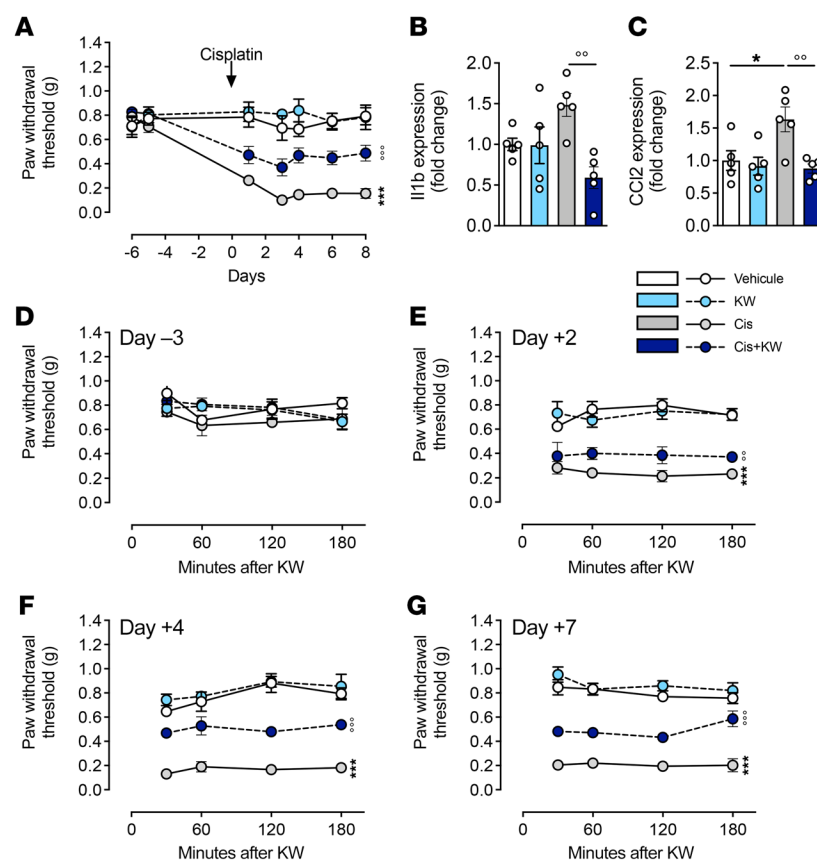 A
Paw withdrawal
threshold (g)
1.4
1.2
1.0
0.8
0.6
0.4
0.2
0.0
Cisplatin
°°°
***
-6 -4 -2 0 2 4 6 8
Days
B
Il1b expression
(fold change)
2.0
1.5
1.0
0.5
0.0
°°
C
CCl2 expression
(fold change)
2.5
2.0
1.5
1.0
0.5
0.0
* °°
Vehicule
KW
Cis
Cis+KW
D
Day –3
Paw withdrawal
threshold (g)
1.4
1.2
1.0
0.8
0.6
0.4
0.2
0.0
0 60 120 180
Minutes after KW
E
Day +2
Paw withdrawal
threshold (g)
1.4
1.2
1.0
0.8
0.6
0.4
0.2
0.0
°°
***
0 60 120 180
Minutes after KW
F
Day +4
Paw withdrawal
threshold (g)
1.4
1.2
1.0
0.8
0.6
0.4
0.2
0.0
°°°
***
0 60 120 180
Minutes after KW
G
Day +7
Paw withdrawal
threshold (g)
1.4
1.2
1.0
0.8
0.6
0.4
0.2
0.0
°°°
***
0 60 120 180
Minutes after KW